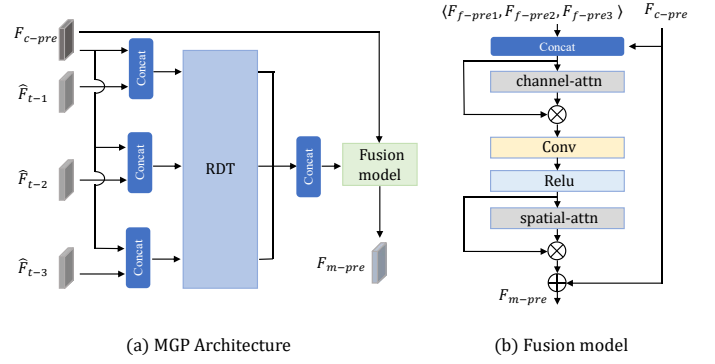 F_{c-pre}
F̂_{t-1}
F̂_{t-2}
F̂_{t-3}
Concat
Concat
Concat
RDT
Concat
Fusion
model
F_{m-pre}
(a) MGP Architecture
⟨F_{f-pre1}, F_{f-pre2}, F_{f-pre3} ⟩
F_{c-pre}
Concat
channel-attn
Conv
Relu
spatial-attn
F_{m-pre}
(b) Fusion model